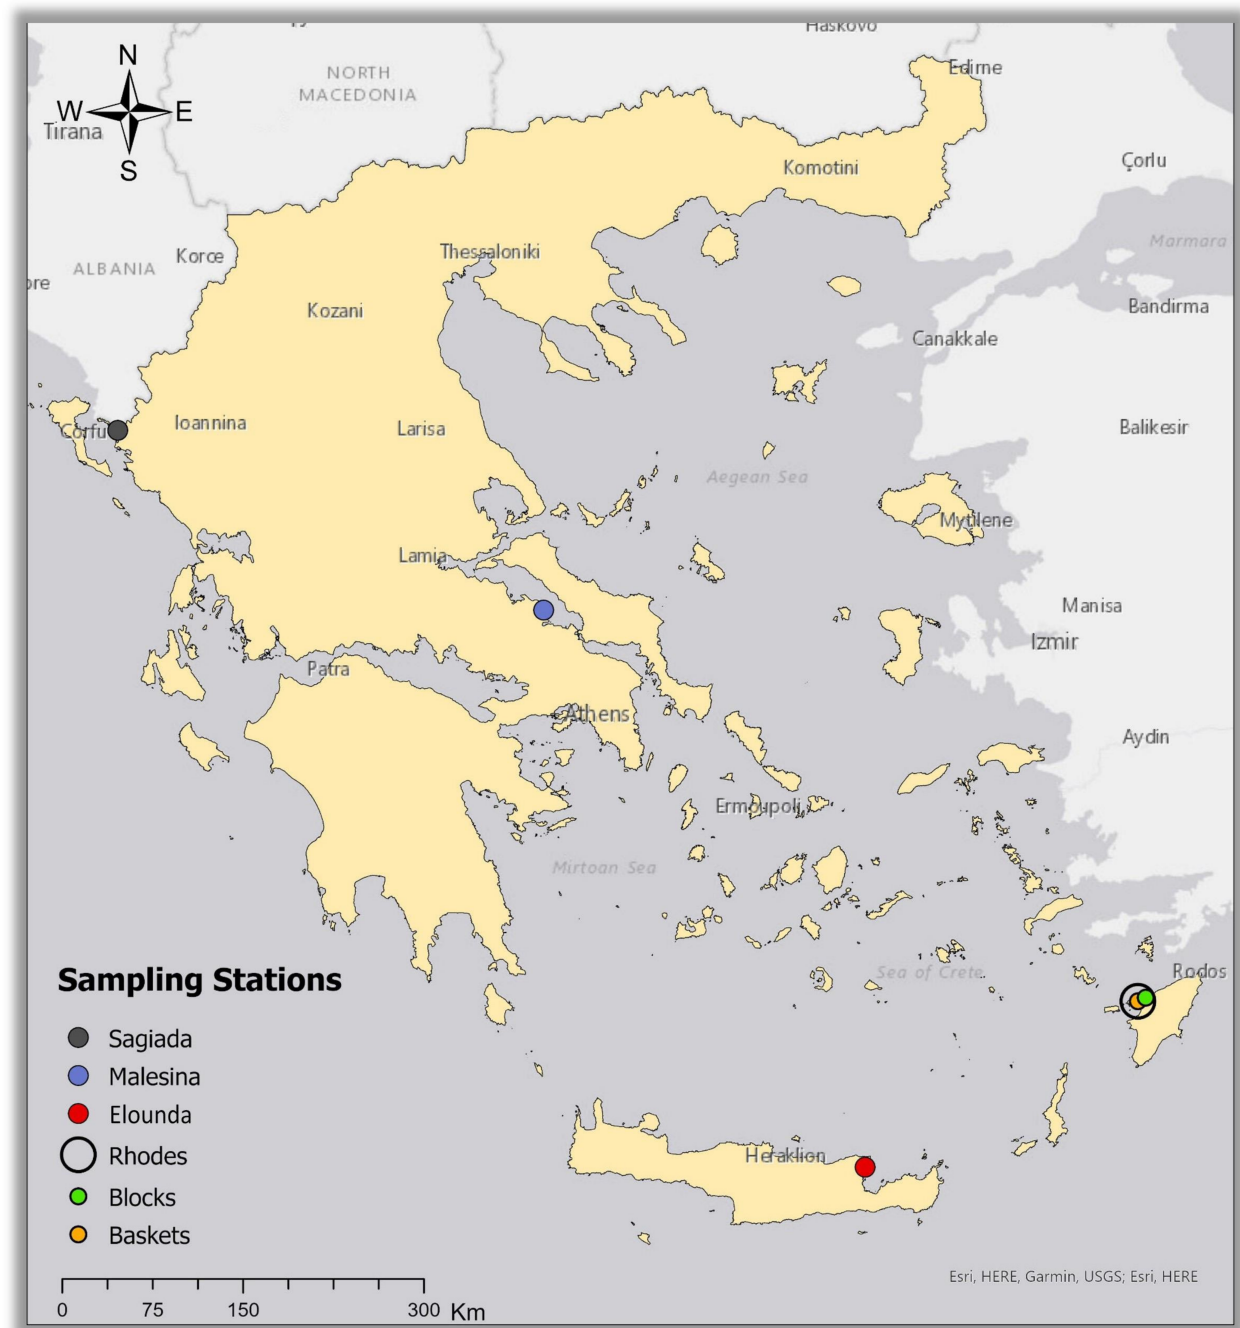 Haskovo
N
NORTH
MACEDONIA
Edirne
W
E
Tirana
S
Komotini
Çorlu
Marmara
Thessaloniki
Korce
ALBANIA
Kozani
Bandirma
Canakkale
Corfu
Ioannina
Larisa
Balikesir
Aegean Sea
Mytilene
Lamia
Manisa
Izmir
Patra
Athens
Aydin
Ermoupoli
Mirtoan Sea
Sea of Crete
Rodos
Sampling Stations
Sagiada
Malesina
Elounda
Rhodes
Blocks
Baskets
Heraklion
Esri, HERE, Garmin, USGS; Esri, HERE
0 75 150 300 Km